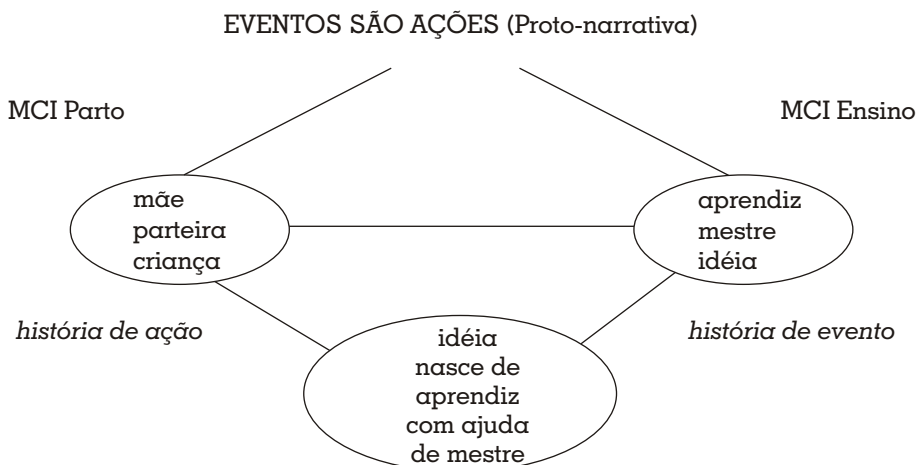 EVENTOS SÃO AÇÕES (Proto-narrativa)
MCI Parto
MCI Ensino
mãe
parteira
criança
aprendiz
mestre
idéia
história de ação
história de evento
idéia
nasce de
aprendiz
com ajuda
de mestre